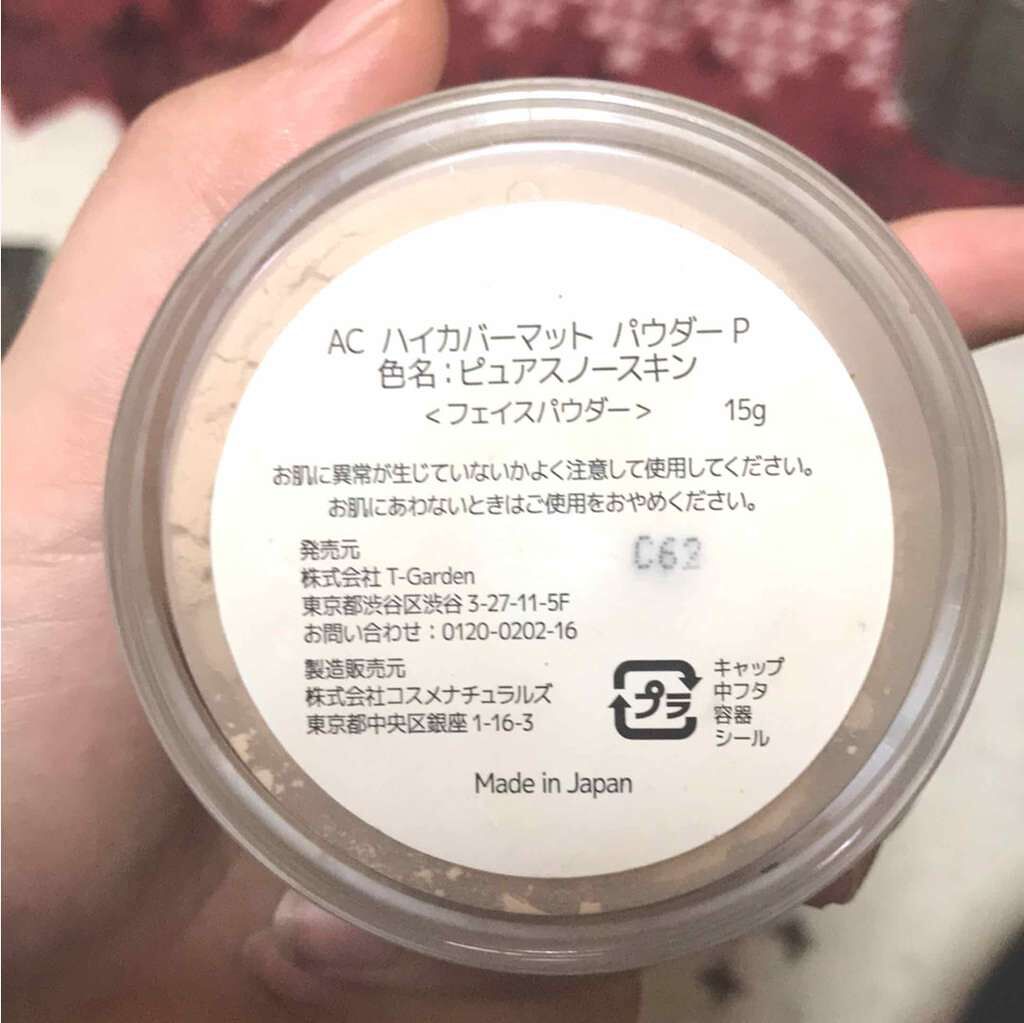 AC ハイカバーマット パウダー P
色名：ピュアスノースキン
＜フェイスパウダー＞ 15g
お肌に異常が生じていないかよく注意して使用してください。
お肌にあわないときはご使用をおやめください。
発売元
株式会社 T-Garden
東京都渋谷区渋谷 3-27-11-5F
お問い合わせ：0120-0202-16
C62
製造販売元
株式会社コスメナチュラルズ
東京都中央区銀座 1-16-3
プラ
キャップ
中フタ
容器
シール
Made in Japan